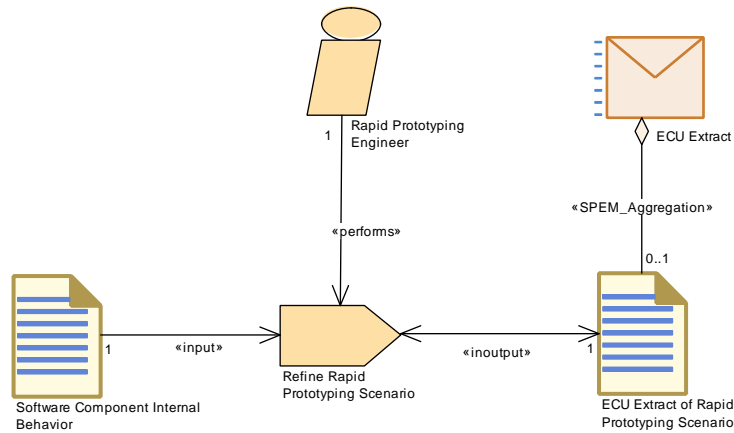 1
Rapid Prototyping
Engineer
ECU Extract
«SPEM_Aggregation»
«performs»
0..1
1
«input»
«inoutput»
1
Refine Rapid
Prototyping Scenario
Software Component Internal
Behavior
ECU Extract of Rapid
Prototyping Scenario